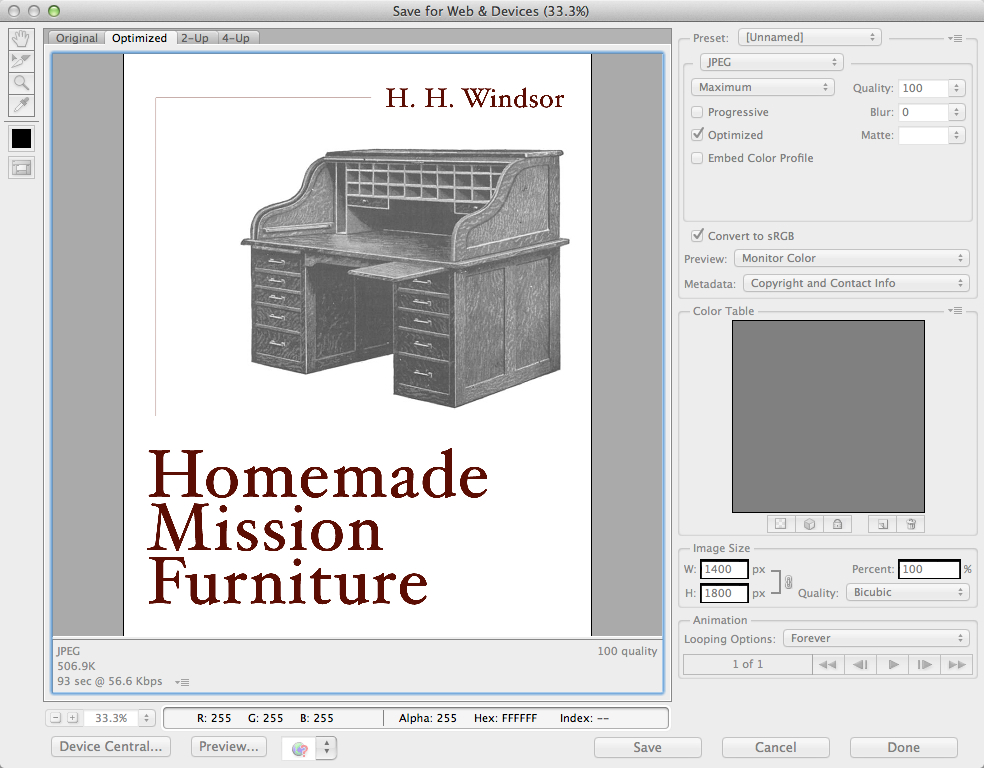 Save for Web & Devices (33.3%)
Original Optimized 2-Up 4-Up
H. H. Windsor
Homemade
Mission
Furniture
JPEG 100 quality
506.9K
93 sec @ 56.6 Kbps
Preset: [Unnamed]
JPEG
Maximum Quality: 100
Progressive Blur: 0
Optimized Matte:
Embed Color Profile
Convert to sRGB
Preview: Monitor Color
Metadata: Copyright and Contact Info
Color Table
Image Size
W: 1400 px Percent: 100 %
H: 1800 px Quality: Bicubic
Animation
Looping Options: Forever
1 of 1
33.3% R: 255 G: 255 B: 255 Alpha: 255 Hex: FFFFFF Index: --
Device Central... Preview... Save Cancel Done